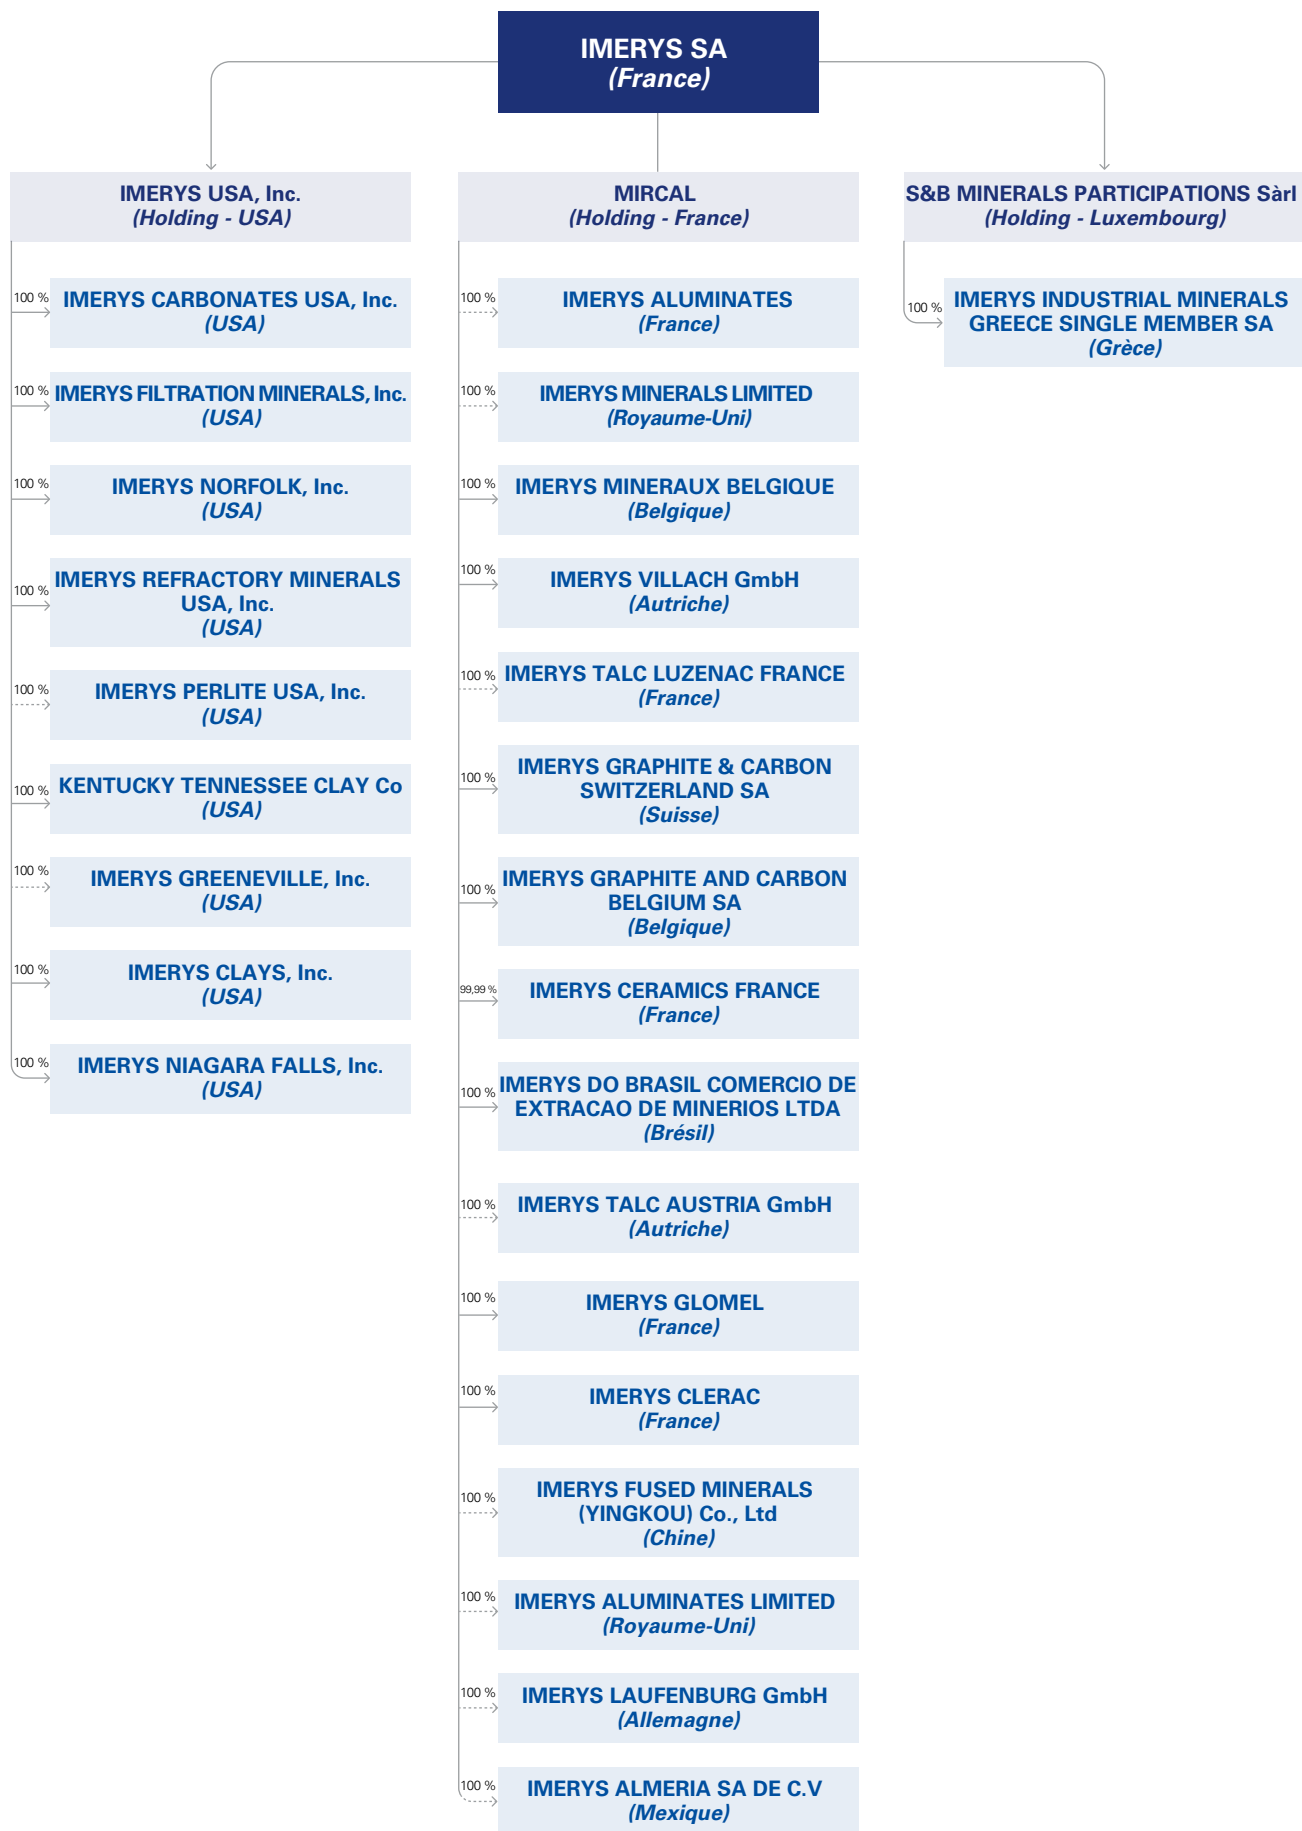 IMERYS SA
(France)
IMERYS USA, Inc.
(Holding - USA)
100 %
IMERYS CARBONATES USA, Inc.
(USA)
100 %
IMERYS FILTRATION MINERALS, Inc.
(USA)
100 %
IMERYS NORFOLK, Inc.
(USA)
100 %
IMERYS REFRACTORY MINERALS
USA, Inc.
(USA)
100 %
IMERYS PERLITE USA, Inc.
(USA)
100 %
KENTUCKY TENNESSEE CLAY Co
(USA)
100 %
IMERYS GREENEVILLE, Inc.
(USA)
100 %
IMERYS CLAYS, Inc.
(USA)
100 %
IMERYS NIAGARA FALLS, Inc.
(USA)
MIRCAL
(Holding - France)
100 %
IMERYS ALUMINATES
(France)
100 %
IMERYS MINERALS LIMITED
(Royaume-Uni)
100 %
IMERYS MINERAUX BELGIQUE
(Belgique)
100 %
IMERYS VILLACH GmbH
(Autriche)
100 %
IMERYS TALC LUZENAC FRANCE
(France)
100 %
IMERYS GRAPHITE & CARBON
SWITZERLAND SA
(Suisse)
100 %
IMERYS GRAPHITE AND CARBON
BELGIUM SA
(Belgique)
99,99 %
IMERYS CERAMICS FRANCE
(France)
100 %
IMERYS DO BRASIL COMERCIO DE
EXTRACAO DE MINERIOS LTDA
(Brésil)
100 %
IMERYS TALC AUSTRIA GmbH
(Autriche)
100 %
IMERYS GLOMEL
(France)
100 %
IMERYS CLERAC
(France)
100 %
IMERYS FUSED MINERALS
(YINGKOU) Co., Ltd
(Chine)
100 %
IMERYS ALUMINATES LIMITED
(Royaume-Uni)
100 %
IMERYS LAUFENBURG GmbH
(Allemagne)
100 %
IMERYS ALMERIA SA DE C.V
(Mexique)
S&B MINERALS PARTICIPATIONS Sàrl
(Holding - Luxembourg)
100 %
IMERYS INDUSTRIAL MINERALS
GREECE SINGLE MEMBER SA
(Grèce)